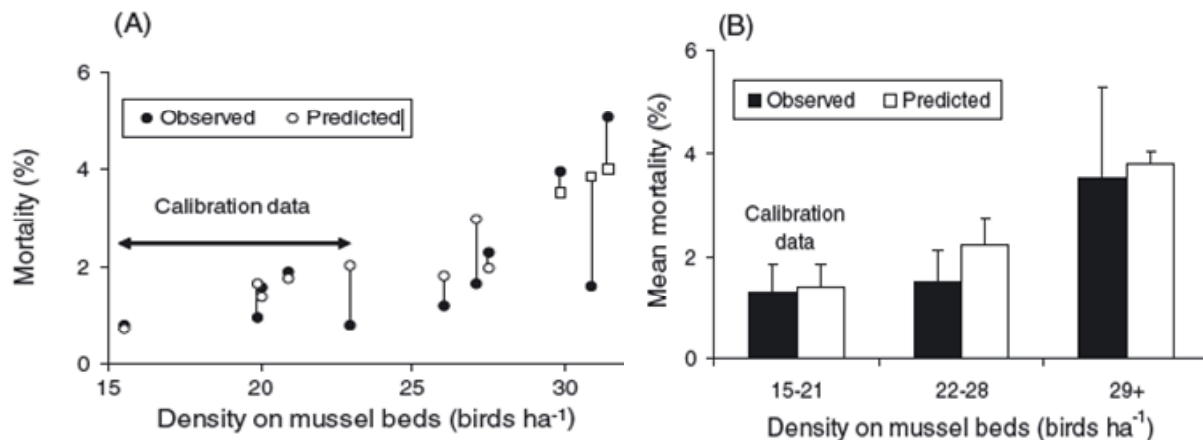 (A)
6
4
2
0
Mortality (%)
Observed Predicted
Calibration data
15 20 25 30
Density on mussel beds (birds ha⁻¹)
(B)
6
4
2
0
Mean mortality (%)
Observed Predicted
Calibration
data
15-21 22-28 29+
Density on mussel beds (birds ha⁻¹)